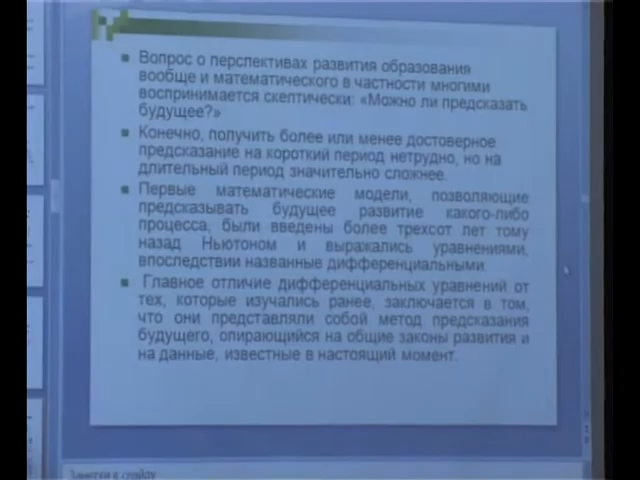 Вопрос о перспективах развития образования
вообще и математического в частности многими
воспринимается скептически: «Можно ли предсказать
будущее?»
Конечно, получить более или менее достоверное
предсказание на короткий период нетрудно, но на
длительный период значительно сложнее.
Первые математические модели, позволяющие
предсказывать будущее развитие какого-либо
процесса, были введены более трехсот лет тому
назад Ньютоном и выражались уравнениями,
впоследствии названные дифференциальными.
Главное отличие дифференциальных уравнений от
тех, которые изучались ранее, заключается в том,
что они представляли собой метод предсказания
будущего, опирающийся на общие законы развития и
на данные, известные в настоящий момент.
Заметки к слайду